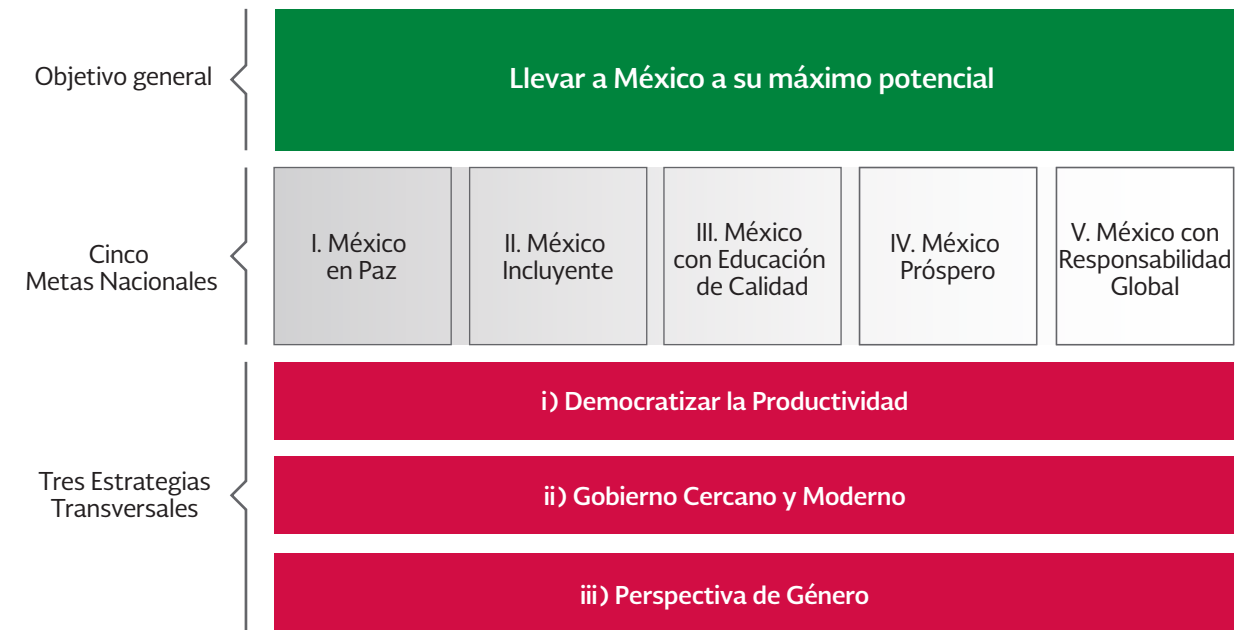 Objetivo general
Llevar a México a su máximo potencial
Cinco
Metas Nacionales
I. México
en Paz
II. México
Incluyente
III. México
con Educación
de Calidad
IV. México
Próspero
V. México con
Responsabilidad
Global
Tres Estrategias
Transversales
i) Democratizar la Productividad
ii) Gobierno Cercano y Moderno
iii) Perspectiva de Género